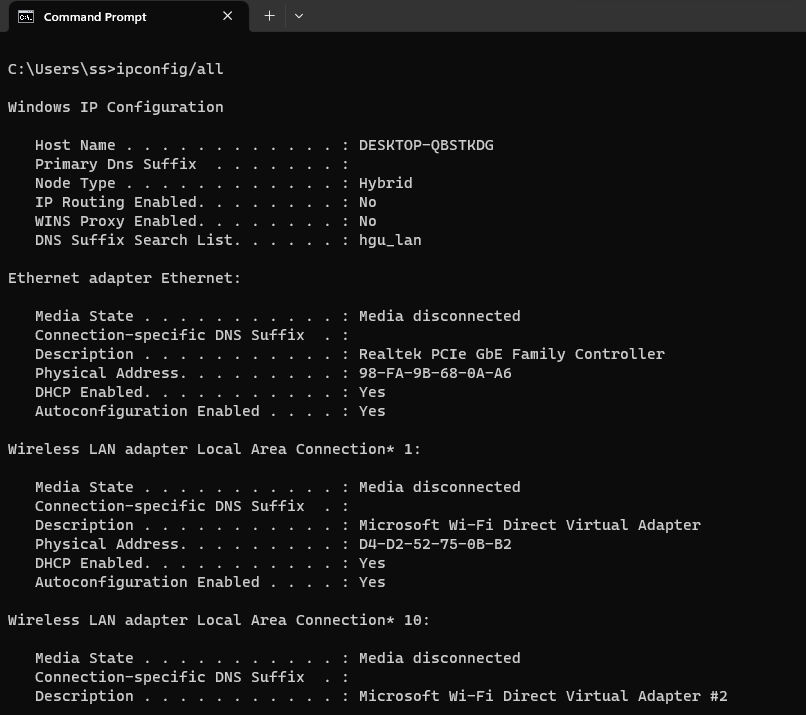 Command Prompt
C:\Users\ss>ipconfig/all
Windows IP Configuration
Host Name . . . . . . . . . . . . : DESKTOP-QBSTKDG
Primary Dns Suffix  . . . . . . . :
Node Type . . . . . . . . . . . . : Hybrid
IP Routing Enabled. . . . . . . . : No
WINS Proxy Enabled. . . . . . . . : No
DNS Suffix Search List. . . . . . : hgu_lan
Ethernet adapter Ethernet:
Media State . . . . . . . . . . . : Media disconnected
Connection-specific DNS Suffix  . :
Description . . . . . . . . . . . : Realtek PCIe GbE Family Controller
Physical Address. . . . . . . . . : 98-FA-9B-68-0A-A6
DHCP Enabled. . . . . . . . . . . : Yes
Autoconfiguration Enabled . . . . : Yes
Wireless LAN adapter Local Area Connection* 1:
Media State . . . . . . . . . . . : Media disconnected
Connection-specific DNS Suffix  . :
Description . . . . . . . . . . . : Microsoft Wi-Fi Direct Virtual Adapter
Physical Address. . . . . . . . . : D4-D2-52-75-0B-B2
DHCP Enabled. . . . . . . . . . . : Yes
Autoconfiguration Enabled . . . . : Yes
Wireless LAN adapter Local Area Connection* 10:
Media State . . . . . . . . . . . : Media disconnected
Connection-specific DNS Suffix  . :
Description . . . . . . . . . . . : Microsoft Wi-Fi Direct Virtual Adapter #2